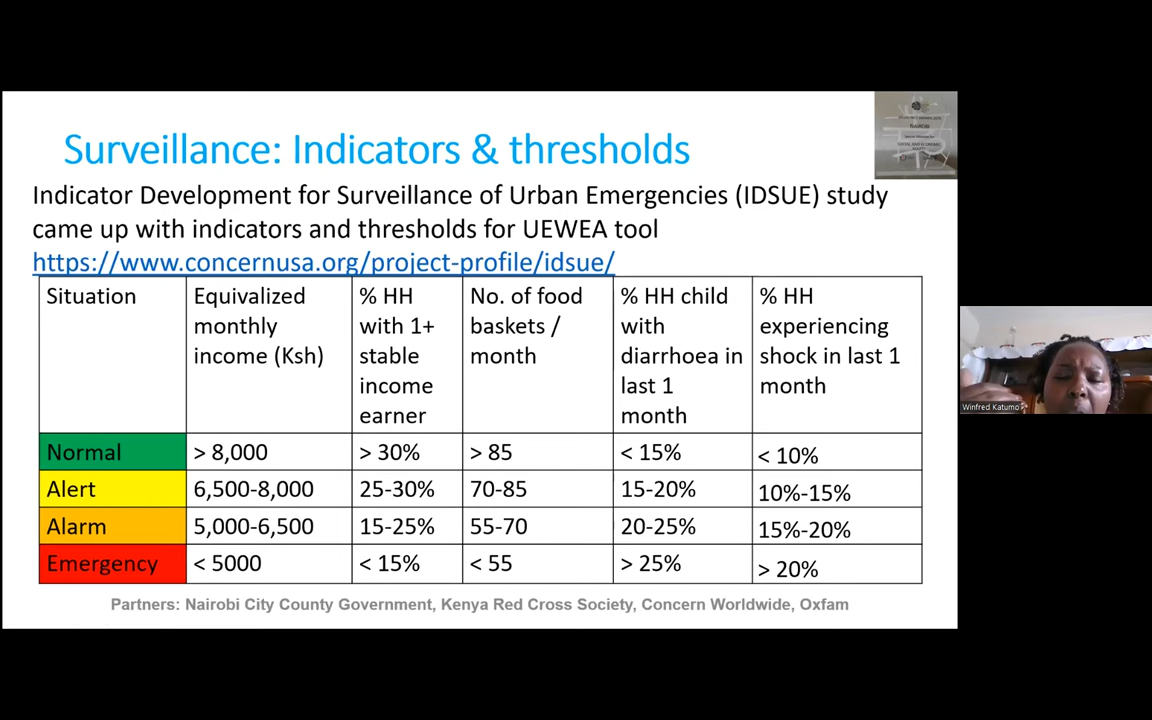 Surveillance: Indicators & thresholds
Indicator Development for Surveillance of Urban Emergencies (IDSUE) study
came up with indicators and thresholds for UEWEA tool
https://www.concernusa.org/project-profile/idsue/
Situation
Equivalized
monthly
income (Ksh)
% HH
with 1+
stable
income
earner
No. of food
baskets /
month
% HH child
with
diarrhoea in
last 1
month
% HH
experiencing
shock in last 1
month
Normal > 8,000 > 30% > 85 < 15% < 10%
Alert 6,500-8,000 25-30% 70-85 15-20% 10%-15%
Alarm 5,000-6,500 15-25% 55-70 20-25% 15%-20%
Emergency < 5000 < 15% < 55 > 25% > 20%
Partners: Nairobi City County Government, Kenya Red Cross Society, Concern Worldwide, Oxfam
NAIROBI
Winfred Katumo